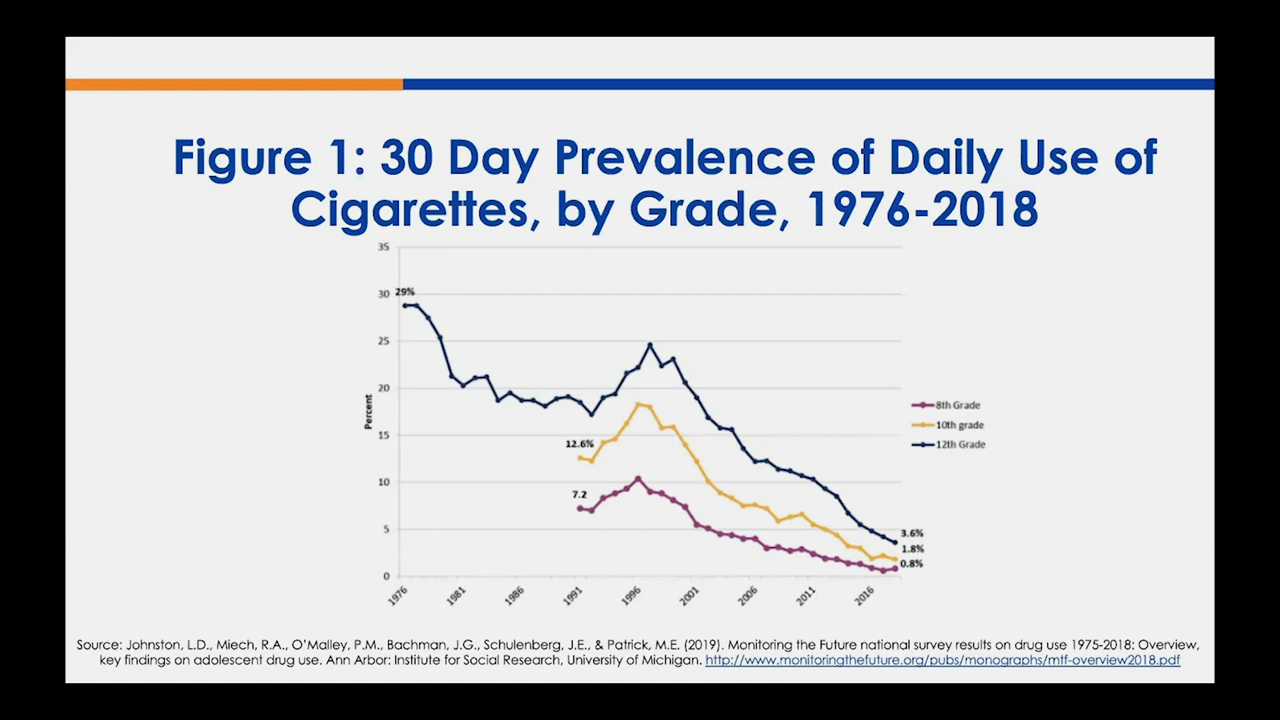 Figure 1: 30 Day Prevalence of Daily Use of
Cigarettes, by Grade, 1976-2018
35
30
25
20
15
10
5
0
Percent
29%
12.6%
7.2
3.6%
1.8%
0.8%
8th Grade
10th grade
12th Grade
1976
1981
1986
1991
1996
2001
2006
2011
2016
Source: Johnston, L.D., Miech, R.A., O'Malley, P.M., Bachman, J.G., Schulenberg, J.E., & Patrick, M.E. (2019). Monitoring the Future national survey results on drug use 1975-2018: Overview,
key findings on adolescent drug use. Ann Arbor: Institute for Social Research, University of Michigan. http://www.monitoringthefuture.org/pubs/monographs/mtf-overview2018.pdf